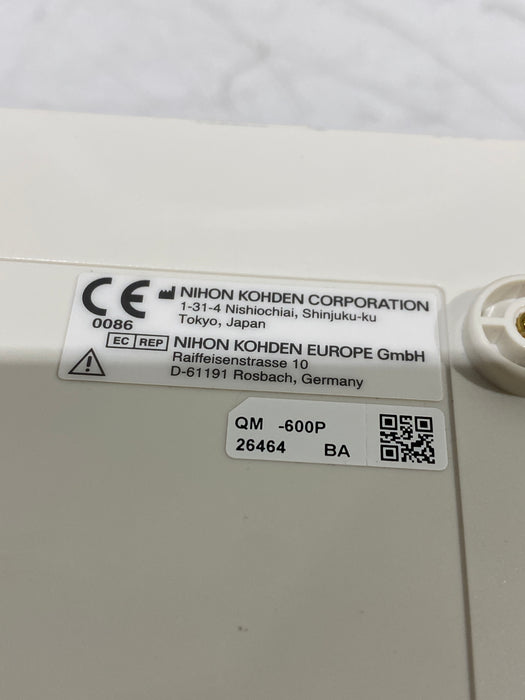 CE NIHON KOHDEN CORPORATION
1-31-4 Nishiochiai, Shinjuku-ku
0086 Tokyo, Japan
EC REP NIHON KOHDEN EUROPE GmbH
Raiffeisenstrasse 10
D-61191 Rosbach, Germany
QM -600P
26464 BA